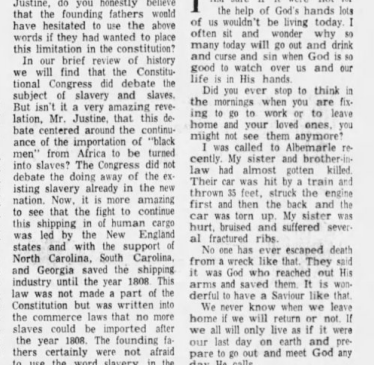 Justine, do you honestly believe
that the founding fathers would
have hesitated to use the above
words if they had wanted to place
this limitation in the constitution?
In our brief review of history
we will find that the Constitu-
tional Congress did debate the
subject of slavery and slaves.
But isn't it a very amazing reve-
lation, Mr. Justine, that this de-
bate centered around the continu-
ance of the importation of "black
men" from Africa to be turned
into slaves? The Congress did not
debate the doing away of the ex-
isting slavery already in the new
nation. Now, it is more amazing
to see that the fight to continue
this shipping in of human cargo
was led by the New England
states and with the support of
North Carolina, South Carolina,
and Georgia saved the shipping
industry until the year 1808. This
law was not made a part of the
Constitution but was written into
the commerce laws that no more
slaves could be imported after
the year 1808. The founding fa-
thers certainly were not afraid
to use the word slavery in the
the help of God's hands lots
of us wouldn't be living today. I
often sit and wonder why so
many today will go out and drink
and curse and sin when God is so
good to watch over us and our
life is in His hands.
Did you ever stop to think in
the mornings when you are fix-
ing to go to work or to leave
home and your loved ones, you
might not see them anymore?
I was called to Albemarle re-
cently. My sister and brother-in-
law had almost gotten killed.
Their car was hit by a train and
thrown 35 feet, struck the engine
first and then the back and the
car was torn up. My sister was
hurt, bruised and suffered sever-
al fractured ribs.
No one has ever escaped death
from a wreck like that. They said
it was God who reached out His
arms and saved them. It is won-
derful to have a Saviour like that.
We never know when we leave
home if we will return or not. If
we all will only live as if it were
our last day on earth and pre-
pare to go out and meet God any
day He calls